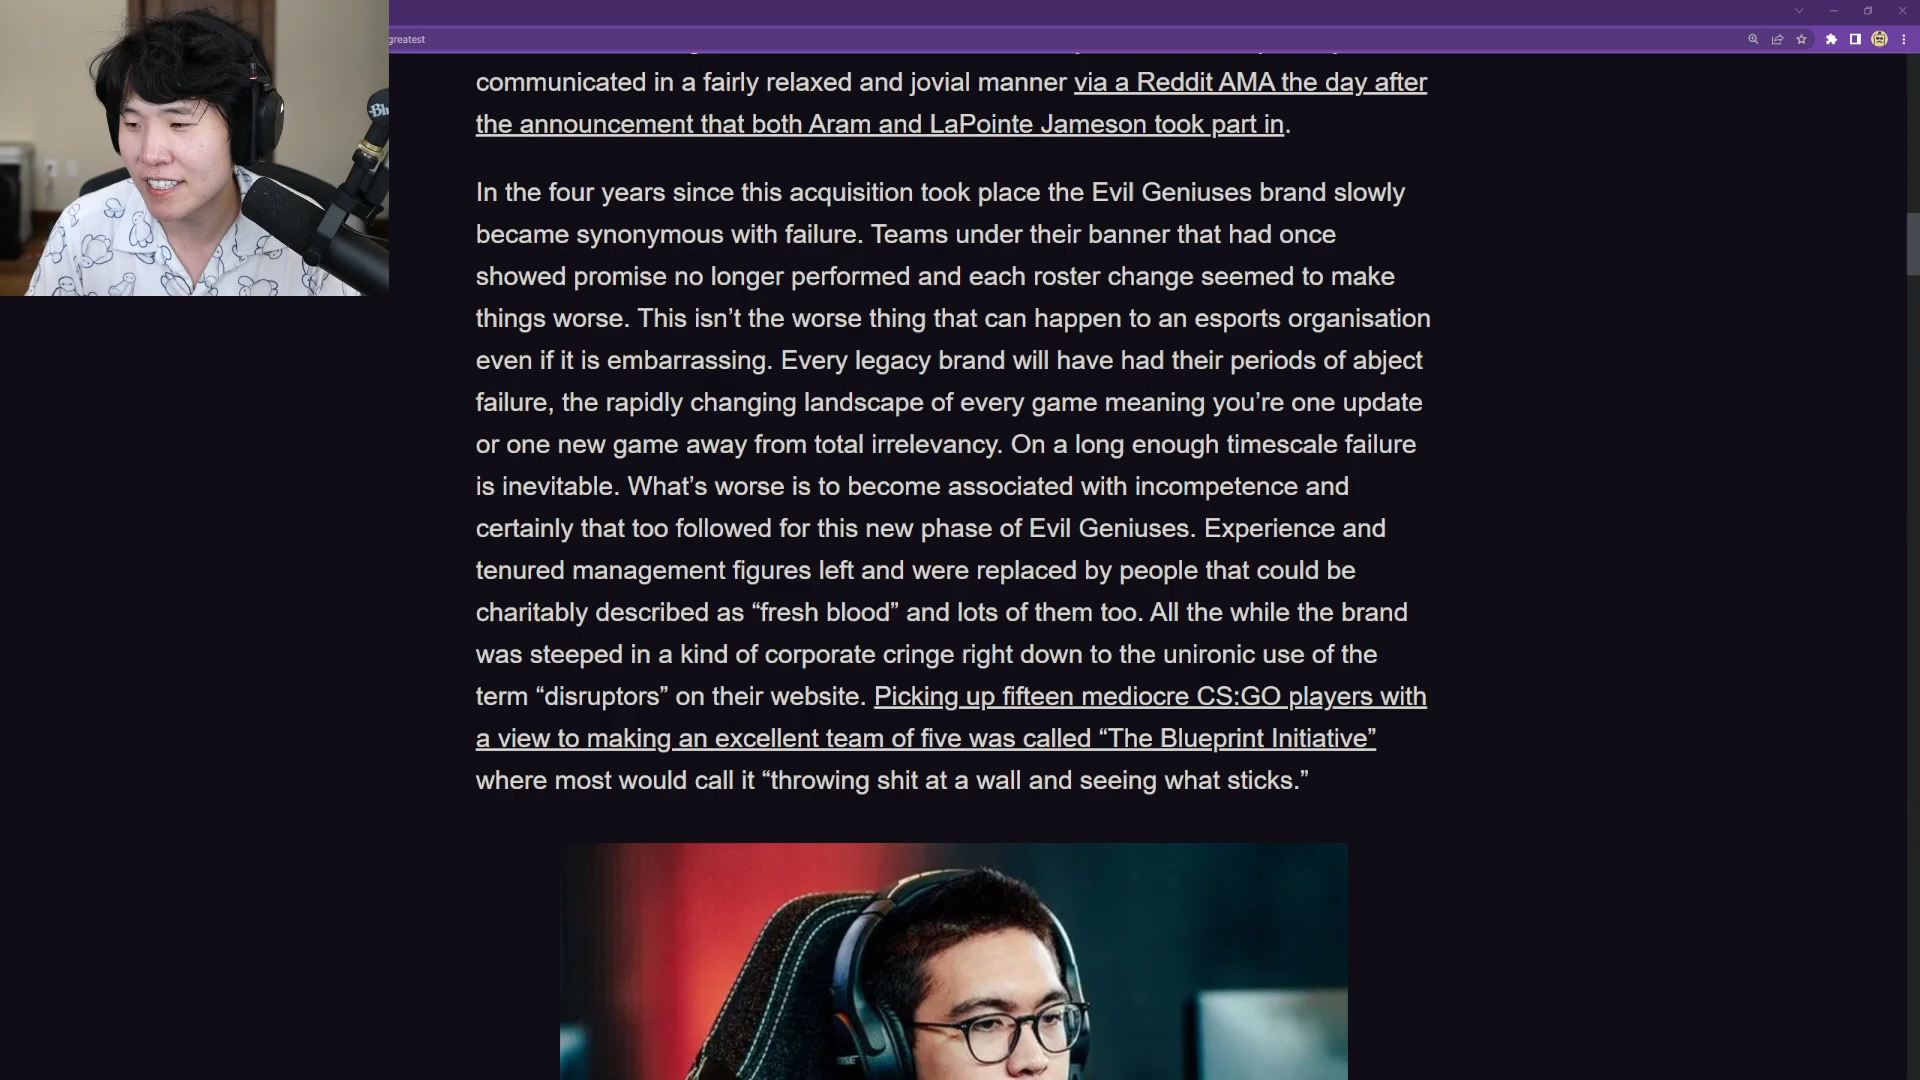 greatest
communicated in a fairly relaxed and jovial manner via a Reddit AMA the day after
the announcement that both Aram and LaPointe Jameson took part in.
In the four years since this acquisition took place the Evil Geniuses brand slowly
became synonymous with failure. Teams under their banner that had once
showed promise no longer performed and each roster change seemed to make
things worse. This isn’t the worse thing that can happen to an esports organisation
even if it is embarrassing. Every legacy brand will have had their periods of abject
failure, the rapidly changing landscape of every game meaning you’re one update
or one new game away from total irrelevancy. On a long enough timescale failure
is inevitable. What’s worse is to become associated with incompetence and
certainly that too followed for this new phase of Evil Geniuses. Experience and
tenured management figures left and were replaced by people that could be
charitably described as “fresh blood” and lots of them too. All the while the brand
was steeped in a kind of corporate cringe right down to the unironic use of the
term “disruptors” on their website. Picking up fifteen mediocre CS:GO players with
a view to making an excellent team of five was called “The Blueprint Initiative”
where most would call it “throwing shit at a wall and seeing what sticks.”